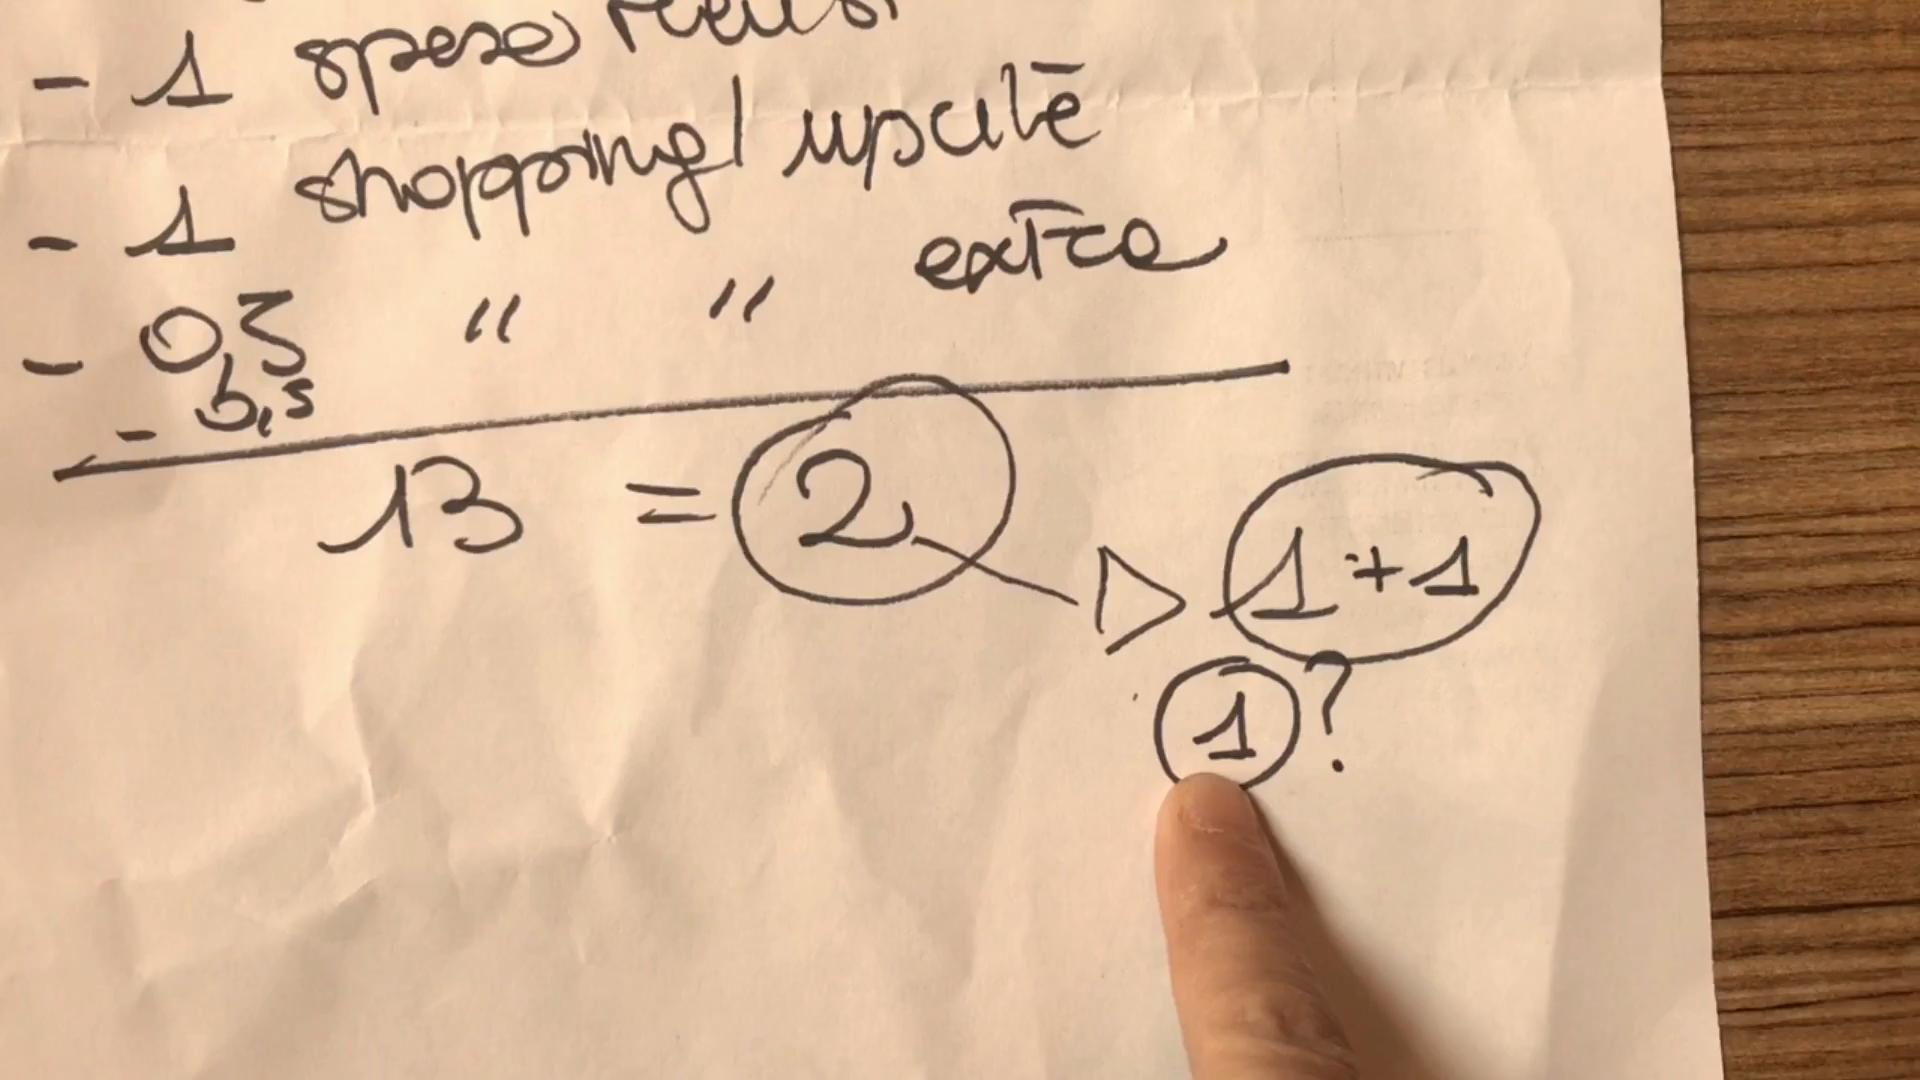 - 1 spese
- 1 shopping/uscite
- 0,5 " " extra
- 0,5
13 = 2 ▷ 1+1
1?